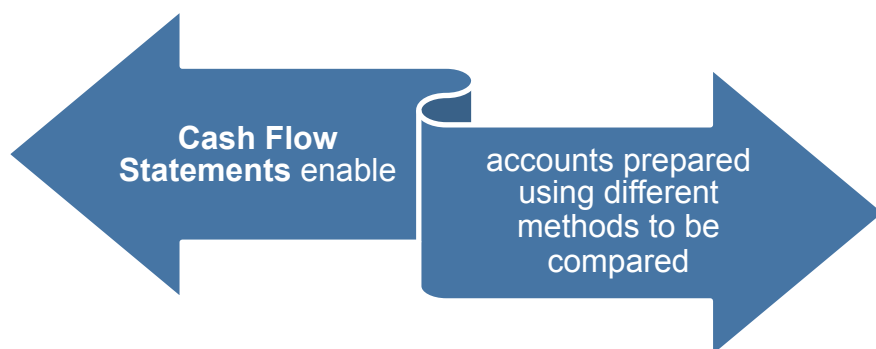 Cash Flow
Statements enable
accounts prepared
using different
methods to be
compared